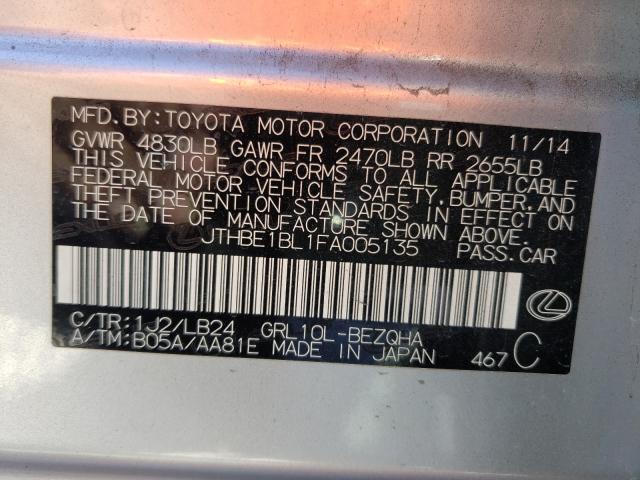 MFD.BY:TOYOTA MOTOR CORPORATION 11/14
GVWR 4830LB GAWR FR 2470LB RR 2655LB
THIS VEHICLE CONFORMS TO ALL APPLICABLE
FEDERAL MOTOR VEHICLE SAFETY,BUMPER,AND
THEFT PREVENTION STANDARDS IN EFFECT ON
THE DATE OF MANUFACTURE SHOWN ABOVE.
JTHBE1BL1FA005135 PASS.CAR
C/TR:1J2/LB24 GRL10L-BEZQHA
A/TM:B05A/AA81E MADE IN JAPAN 467 C